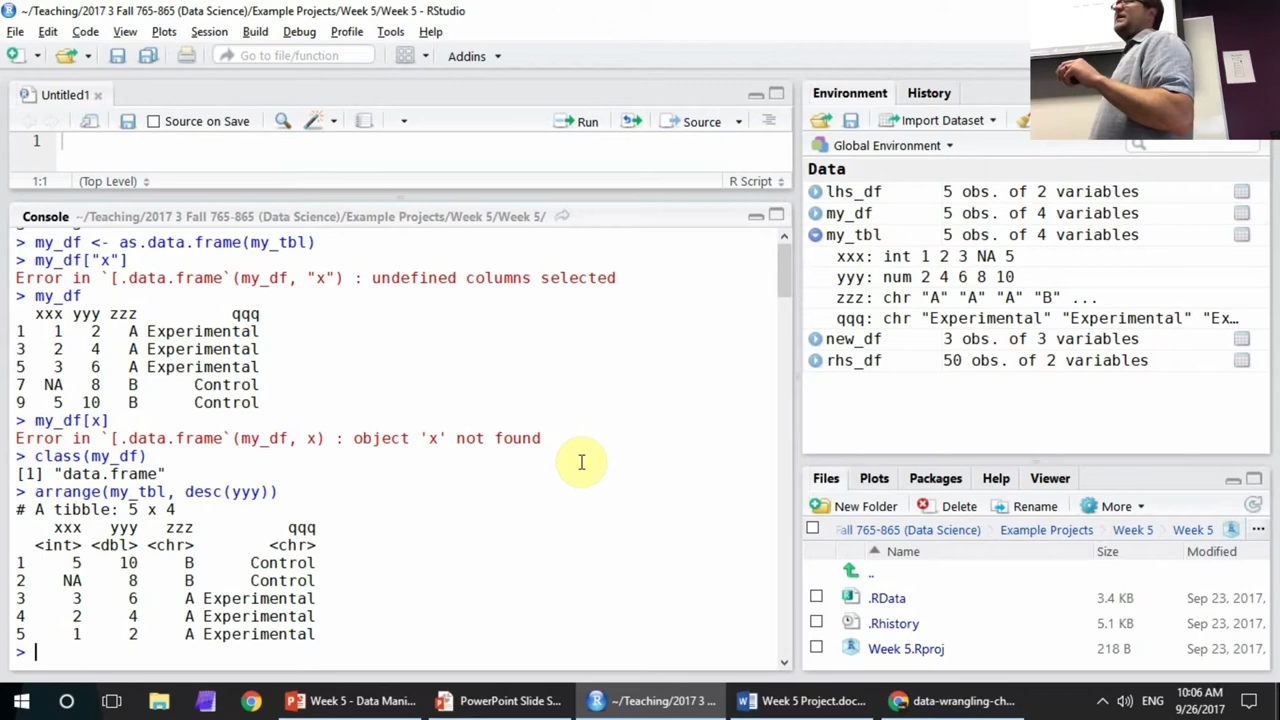 ~/Teaching/2017 3 Fall 765-865 (Data Science)/Example Projects/Week 5/Week 5 - RStudio
File Edit Code View Plots Session Build Debug Profile Tools Help
Go to file/function
Addins
Untitled1
Source on Save
Run
Source
1
1:1
(Top Level)
R Script
Console ~/Teaching/2017 3 Fall 765-865 (Data Science)/Example Projects/Week 5/Week 5/
> my_df <- as.data.frame(my_tbl)
> my_df["x"]
Error in `[.data.frame`(my_df, "x") : undefined columns selected
> my_df
xxx yyy zzz qqq
1 1 2 A Experimental
3 2 4 A Experimental
5 3 6 A Experimental
7 NA 8 B Control
9 5 10 B Control
> my_df[x]
Error in `[.data.frame`(my_df, x) : object 'x' not found
> class(my_df)
[1] "data.frame"
> arrange(my_tbl, desc(yyy))
# A tibble: 5 x 4
xxx yyy zzz qqq
<int> <dbl> <chr> <chr>
1 5 10 B Control
2 NA 8 B Control
3 3 6 A Experimental
4 2 4 A Experimental
5 1 2 A Experimental
>
Environment History
Import Dataset
Global Environment
Data
lhs_df 5 obs. of 2 variables
my_df 5 obs. of 4 variables
my_tbl 5 obs. of 4 variables
xxx: int 1 2 3 NA 5
yyy: num 2 4 6 8 10
zzz: chr "A" "A" "A" "B" ...
qqq: chr "Experimental" "Experimental" "Ex...
new_df 3 obs. of 3 variables
rhs_df 50 obs. of 2 variables
Files Plots Packages Help Viewer
New Folder Delete Rename More
Fall 765-865 (Data Science) Example Projects Week 5 Week 5 ...
Name Size Modified
..
.RData 3.4 KB Sep 23, 2017,
.Rhistory 5.1 KB Sep 23, 2017,
Week 5.Rproj 218 B Sep 23, 2017,
Week 5 - Data Mani...
PowerPoint Slide S...
~/Teaching/2017 3 ...
Week 5 Project.doc...
data-wrangling-ch...
ENG
10:06 AM
9/26/2017